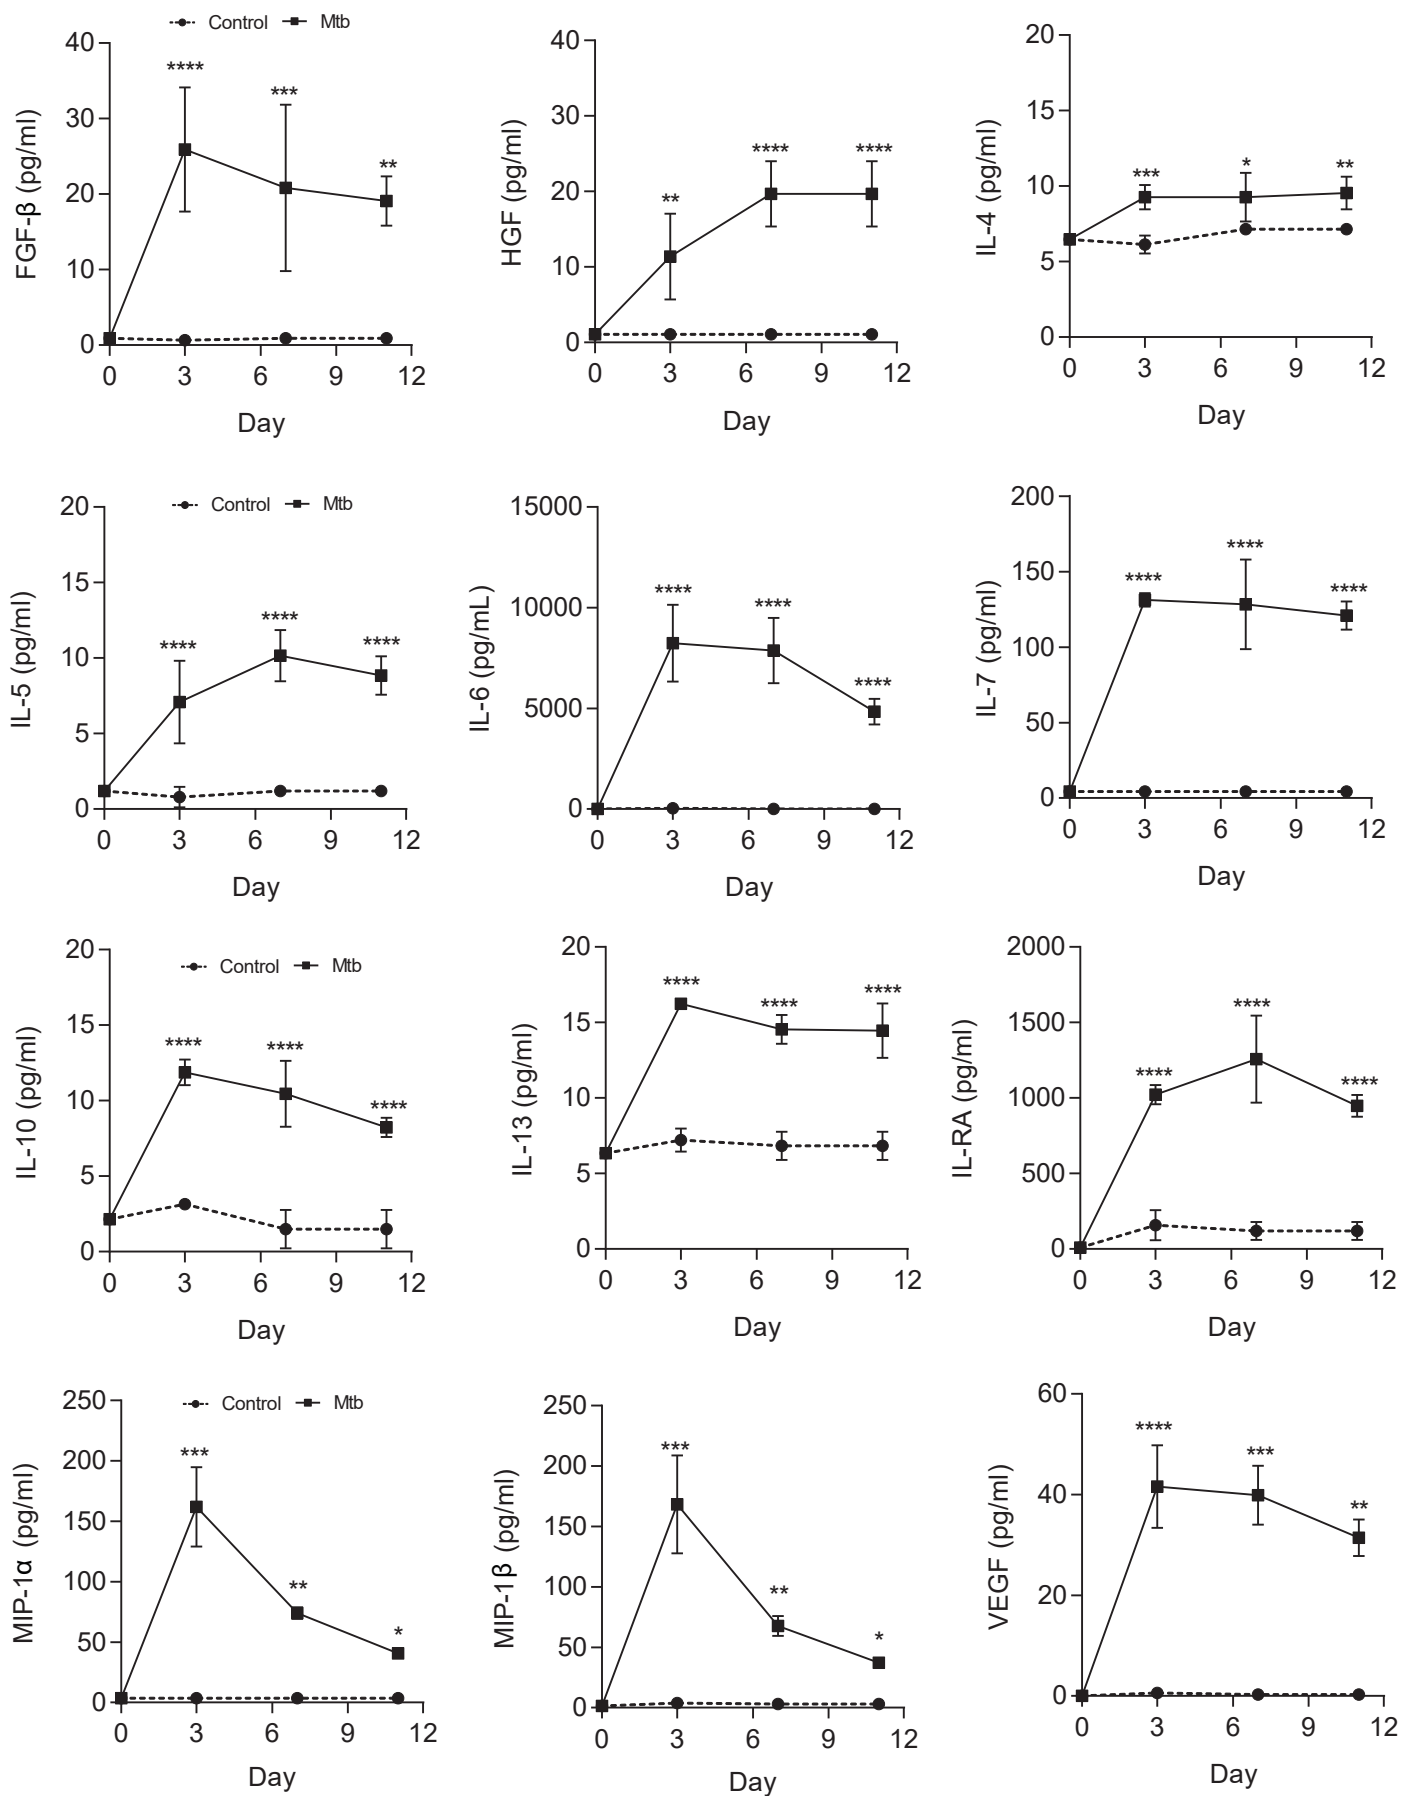 Control Mtb
FGF-β (pg/ml)
40
30
20
10
0
****
***
**
0 3 6 9 12
Day
HGF (pg/ml)
40
30
20
10
0
**
****
****
0 3 6 9 12
Day
IL-4 (pg/ml)
20
15
10
5
0
***
*
**
0 3 6 9 12
Day
Control Mtb
IL-5 (pg/ml)
20
15
10
5
0
****
****
****
0 3 6 9 12
Day
IL-6 (pg/mL)
15000
10000
5000
0
****
****
****
0 3 6 9 12
Day
IL-7 (pg/ml)
200
150
100
50
0
****
****
****
0 3 6 9 12
Day
Control Mtb
IL-10 (pg/ml)
20
15
10
5
0
****
****
****
0 3 6 9 12
Day
IL-13 (pg/ml)
20
15
10
5
0
****
****
****
0 3 6 9 12
Day
IL-RA (pg/ml)
2000
1500
1000
500
0
****
****
****
0 3 6 9 12
Day
Control Mtb
MIP-1α (pg/ml)
250
200
150
100
50
0
***
**
*
0 3 6 9 12
Day
MIP-1β (pg/ml)
250
200
150
100
50
0
***
**
*
0 3 6 9 12
Day
VEGF (pg/ml)
60
40
20
0
****
***
**
0 3 6 9 12
Day